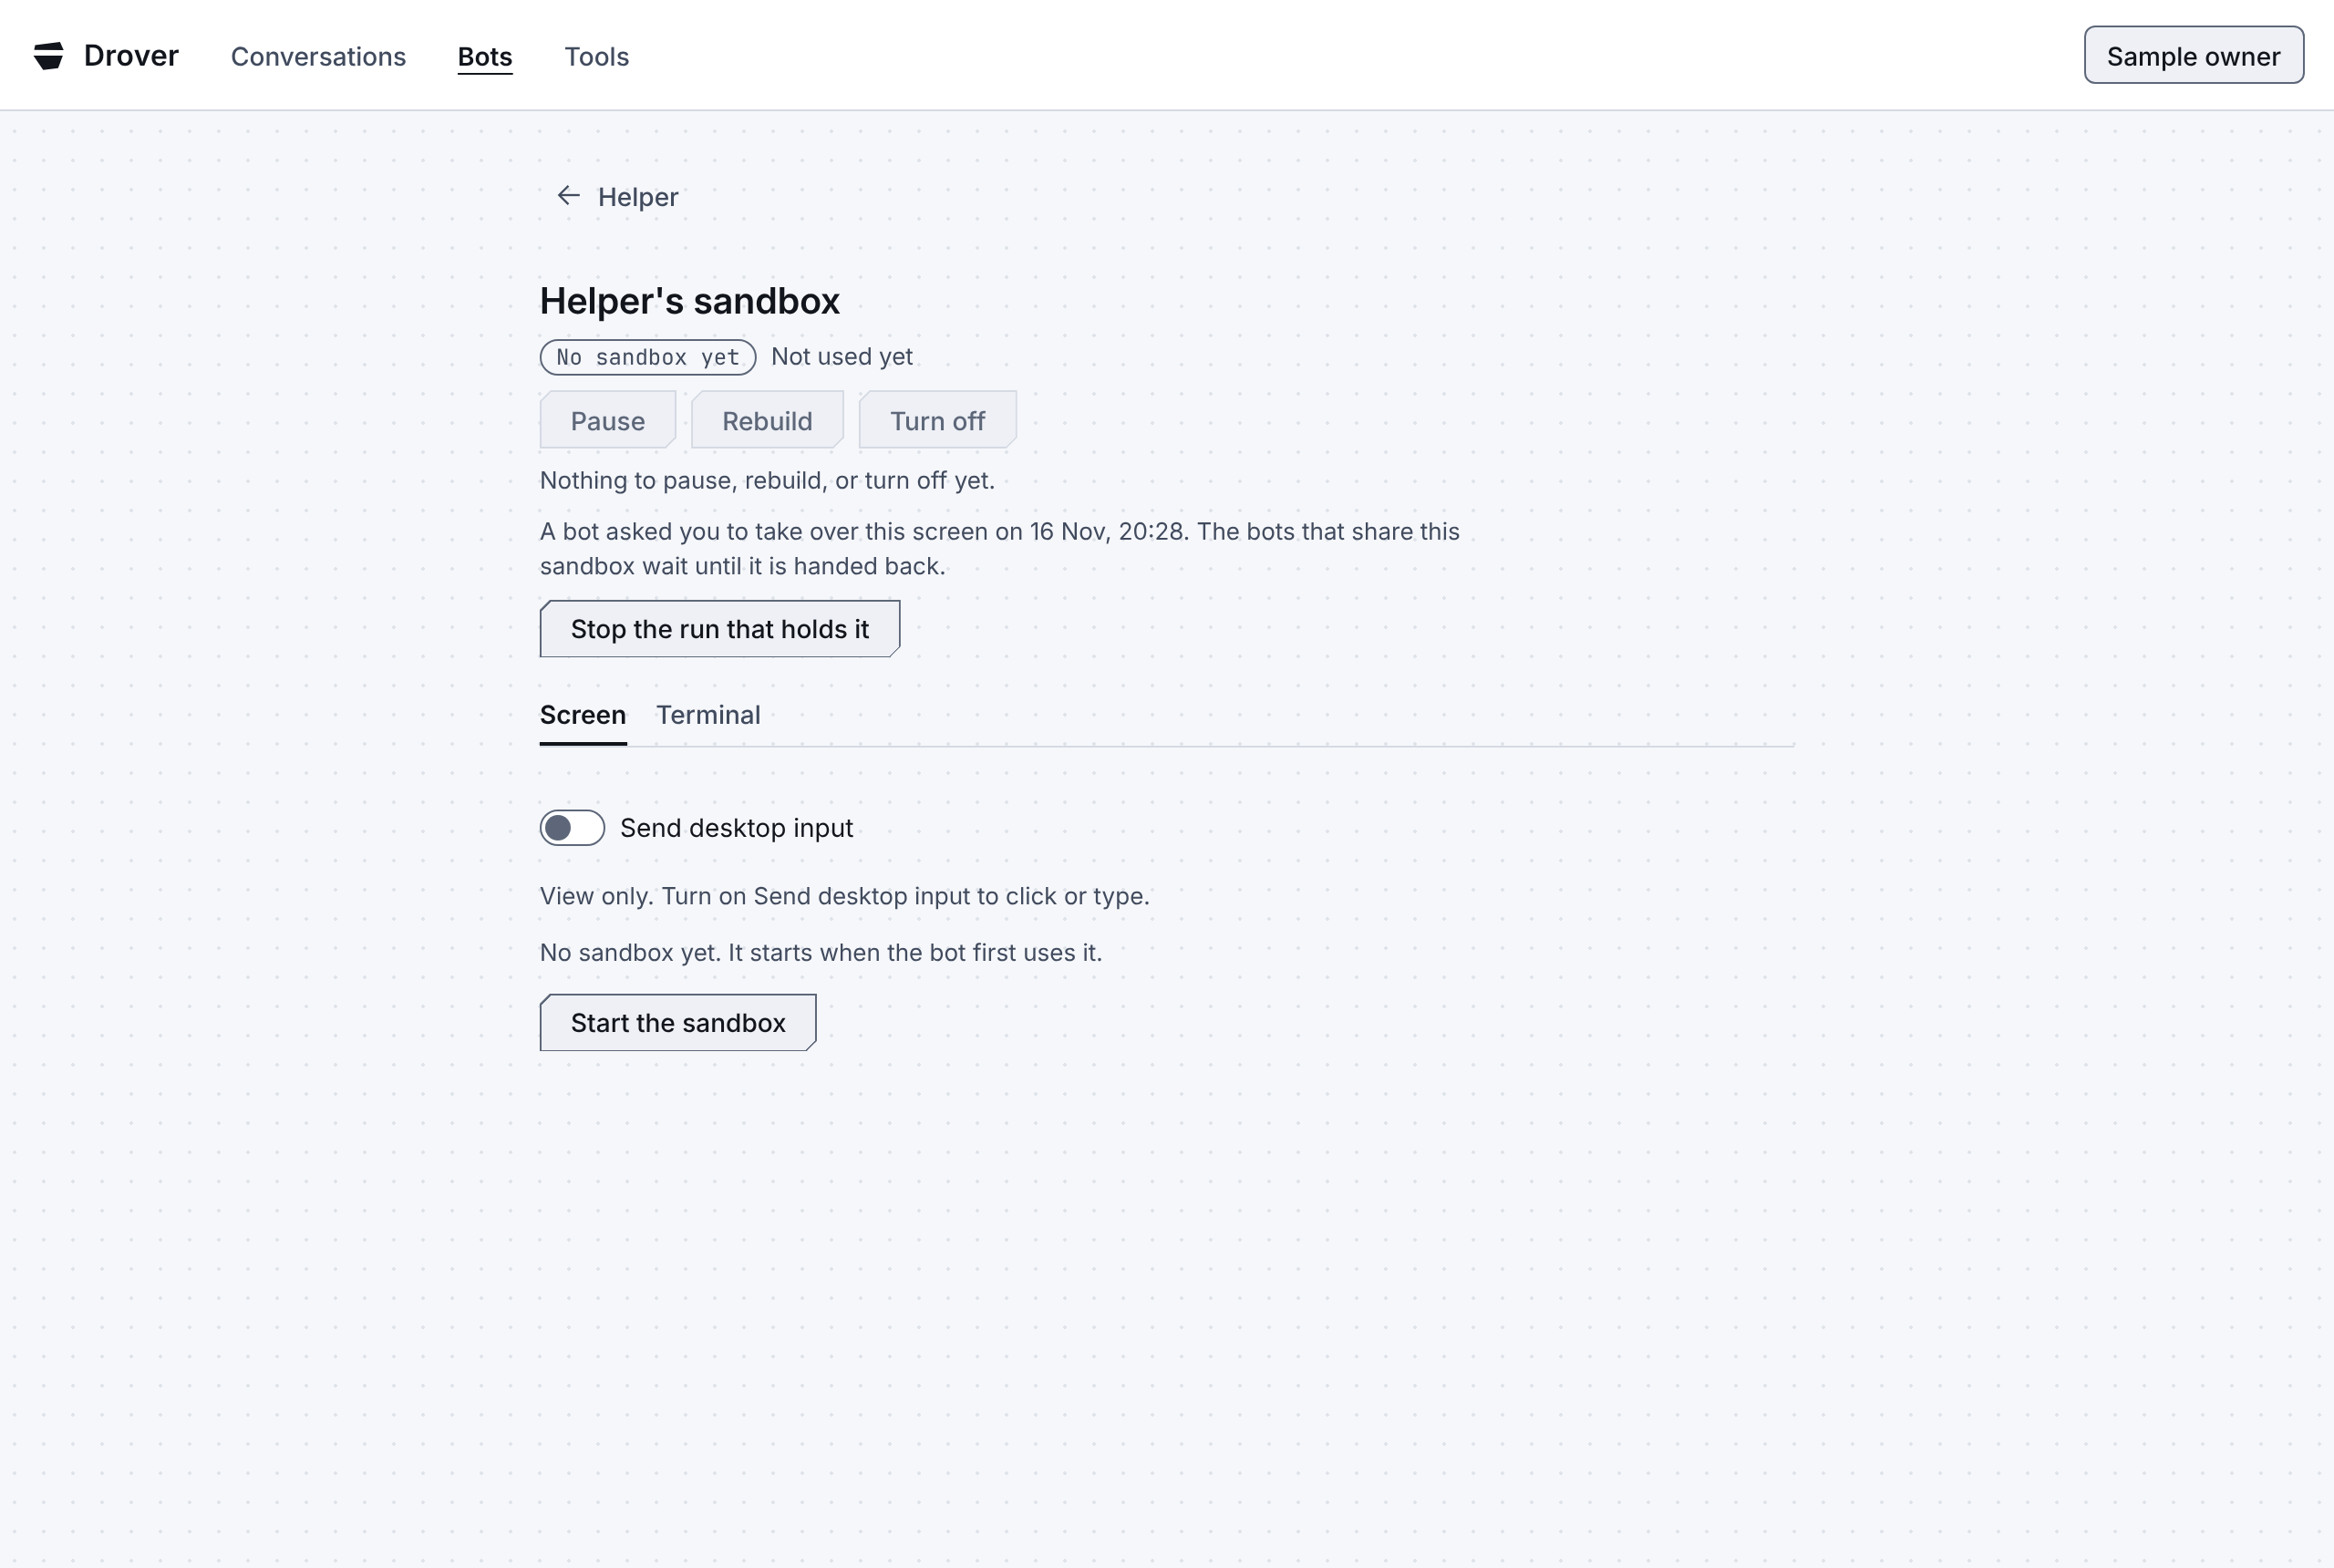 Drover
Conversations
Bots
Tools
Sample owner
Helper
Helper's sandbox
No sandbox yet
Not used yet
Pause
Rebuild
Turn off
Nothing to pause, rebuild, or turn off yet.
A bot asked you to take over this screen on 16 Nov, 20:28. The bots that share this
sandbox wait until it is handed back.
Stop the run that holds it
Screen
Terminal
Send desktop input
View only. Turn on Send desktop input to click or type.
No sandbox yet. It starts when the bot first uses it.
Start the sandbox